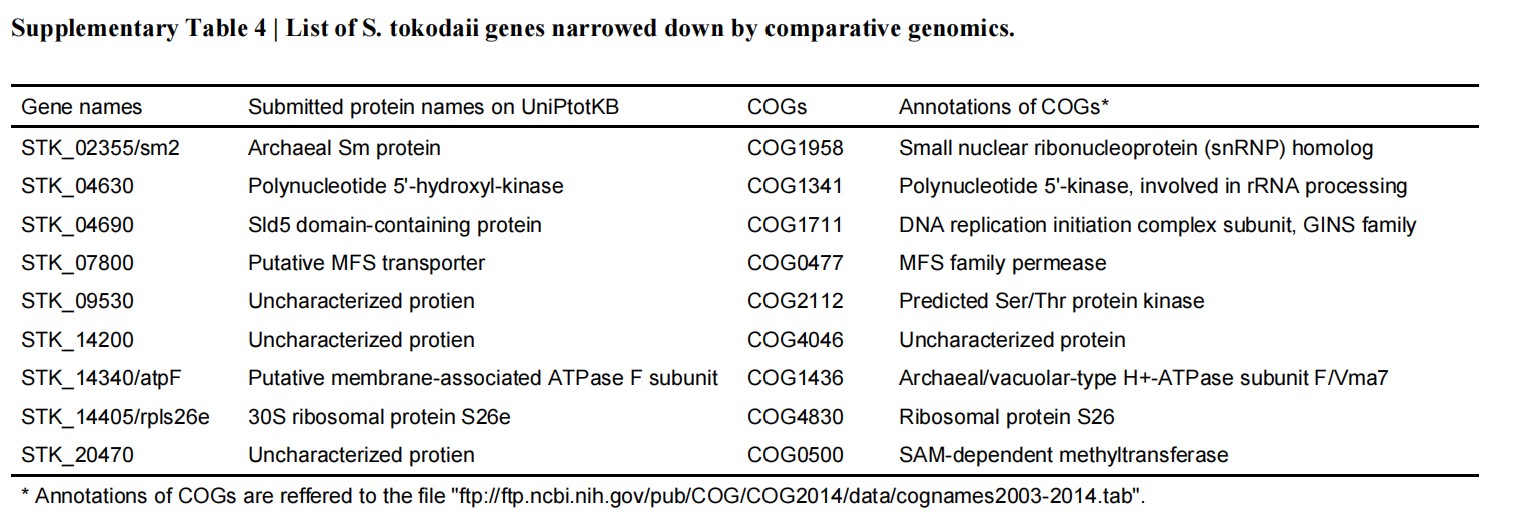 Supplementary Table 4 | List of S. tokodaii genes narrowed down by comparative genomics.
Gene names Submitted protein names on UniPtotKB COGs Annotations of COGs*
STK_02355/sm2 Archaeal Sm protein COG1958 Small nuclear ribonucleoprotein (snRNP) homolog
STK_04630 Polynucleotide 5'-hydroxyl-kinase COG1341 Polynucleotide 5'-kinase, involved in rRNA processing
STK_04690 Sld5 domain-containing protein COG1711 DNA replication initiation complex subunit, GINS family
STK_07800 Putative MFS transporter COG0477 MFS family permease
STK_09530 Uncharacterized protien COG2112 Predicted Ser/Thr protein kinase
STK_14200 Uncharacterized protien COG4046 Uncharacterized protein
STK_14340/atpF Putative membrane-associated ATPase F subunit COG1436 Archaeal/vacuolar-type H+-ATPase subunit F/Vma7
STK_14405/rpls26e 30S ribosomal protein S26e COG4830 Ribosomal protein S26
STK_20470 Uncharacterized protien COG0500 SAM-dependent methyltransferase
* Annotations of COGs are reffered to the file "ftp://ftp.ncbi.nih.gov/pub/COG/COG2014/data/cognames2003-2014.tab".